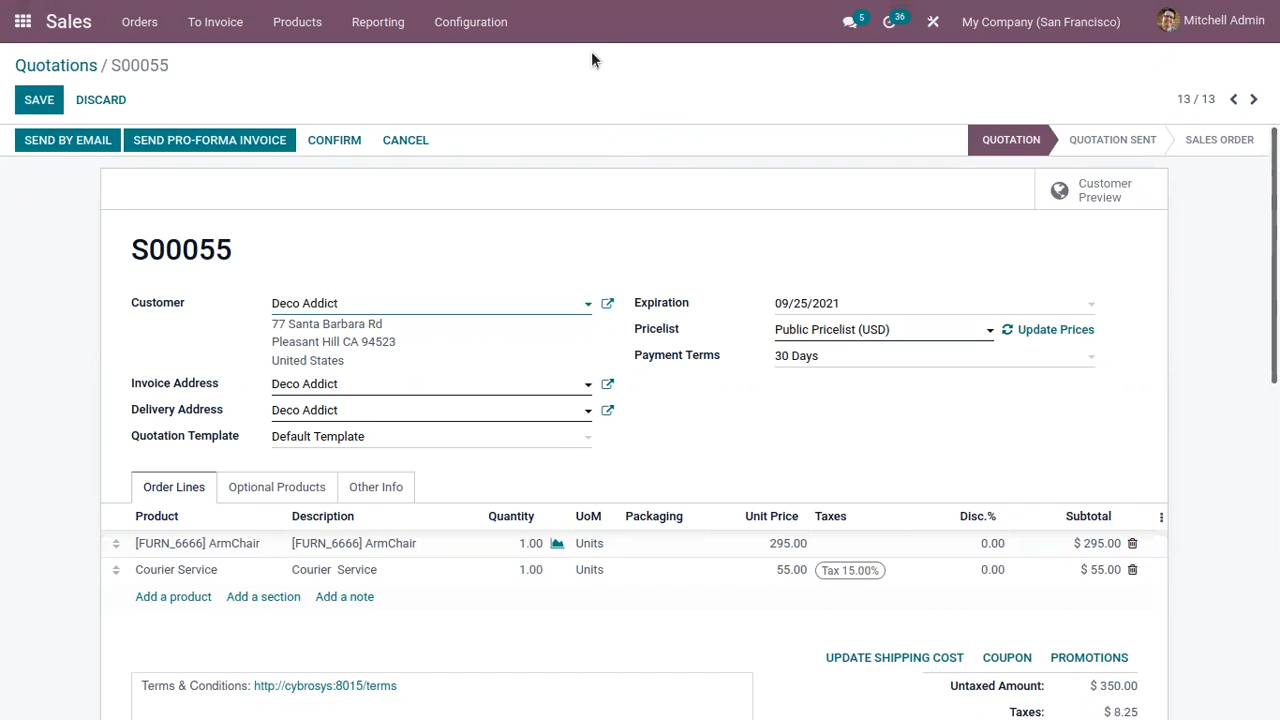 Sales Orders To Invoice Products Reporting Configuration 5 36 My Company (San Francisco) Mitchell Admin
Quotations / S00055
SAVE DISCARD 13 / 13
SEND BY EMAIL SEND PRO-FORMA INVOICE CONFIRM CANCEL QUOTATION QUOTATION SENT SALES ORDER
Customer
Preview
S00055
Customer Deco Addict Expiration 09/25/2021
77 Santa Barbara Rd Pricelist Public Pricelist (USD) Update Prices
Pleasant Hill CA 94523 Payment Terms 30 Days
United States
Invoice Address Deco Addict
Delivery Address Deco Addict
Quotation Template Default Template
Order Lines Optional Products Other Info
Product Description Quantity UoM Packaging Unit Price Taxes Disc.% Subtotal
[FURN_6666] ArmChair [FURN_6666] ArmChair 1.00 Units 295.00 0.00 $ 295.00
Courier Service Courier Service 1.00 Units 55.00 Tax 15.00% 0.00 $ 55.00
Add a product Add a section Add a note
UPDATE SHIPPING COST COUPON PROMOTIONS
Terms & Conditions: http://cybrosys:8015/terms Untaxed Amount: $ 350.00
Taxes: $ 8.25